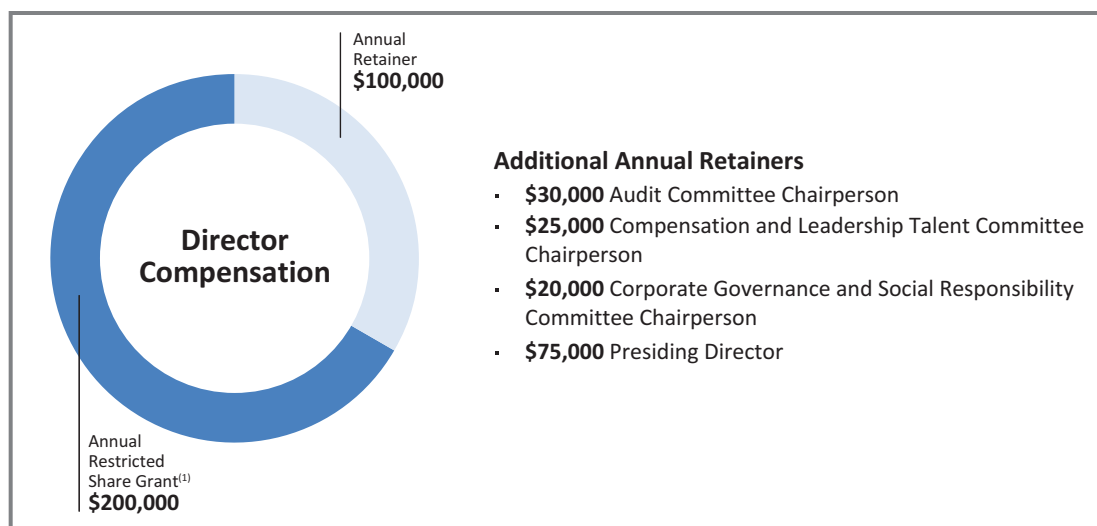 Annual
Retainer
$100,000
Director
Compensation
Annual
Restricted
Share Grant(1)
$200,000
Additional Annual Retainers
▪ $30,000 Audit Committee Chairperson
▪ $25,000 Compensation and Leadership Talent Committee
Chairperson
▪ $20,000 Corporate Governance and Social Responsibility
Committee Chairperson
▪ $75,000 Presiding Director